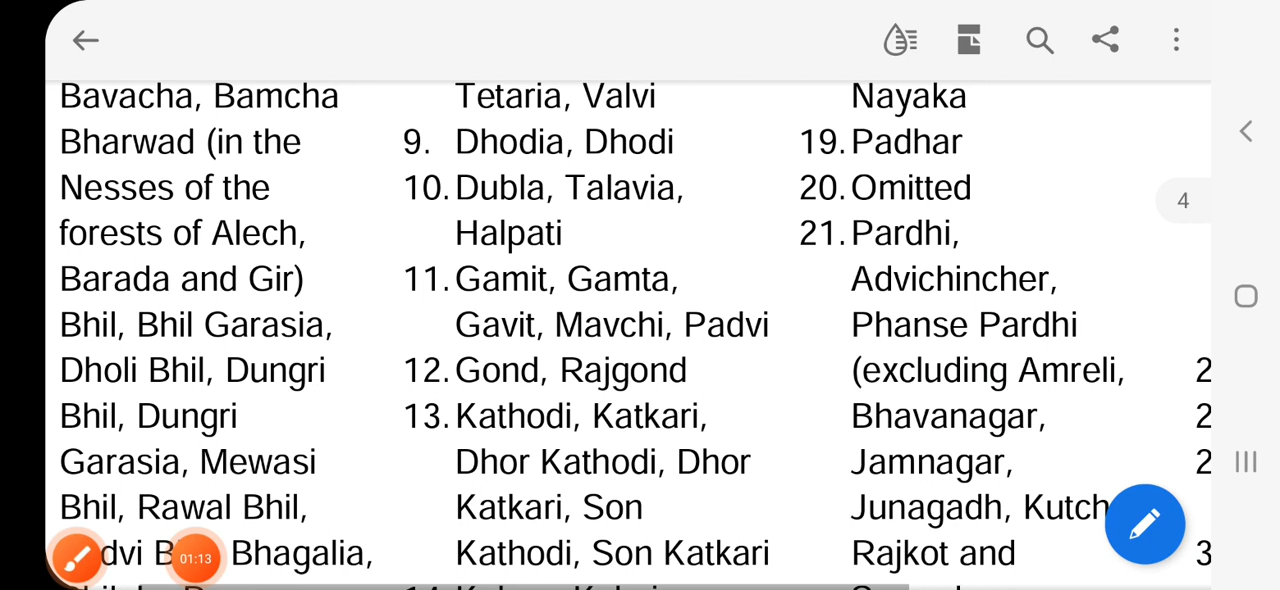 Bavacha, Bamcha
Bharwad (in the
Nesses of the
forests of Alech,
Barada and Gir)
Bhil, Bhil Garasia,
Dholi Bhil, Dungri
Bhil, Dungri
Garasia, Mewasi
Bhil, Rawal Bhil,
Bhagalia,
Tetaria, Valvi
9. Dhodia, Dhodi
10. Dubla, Talavia,
Halpati
11. Gamit, Gamta,
Gavit, Mavchi, Padvi
12. Gond, Rajgond
13. Kathodi, Katkari,
Dhor Kathodi, Dhor
Katkari, Son
Kathodi, Son Katkari
Nayaka
19. Padhar
20. Omitted
21. Pardhi,
Advichincher,
Phanse Pardhi
(excluding Amreli,
Bhavanagar,
Jamnagar,
Junagadh, Kutch
Rajkot and
2
2
2
3
4
01:13